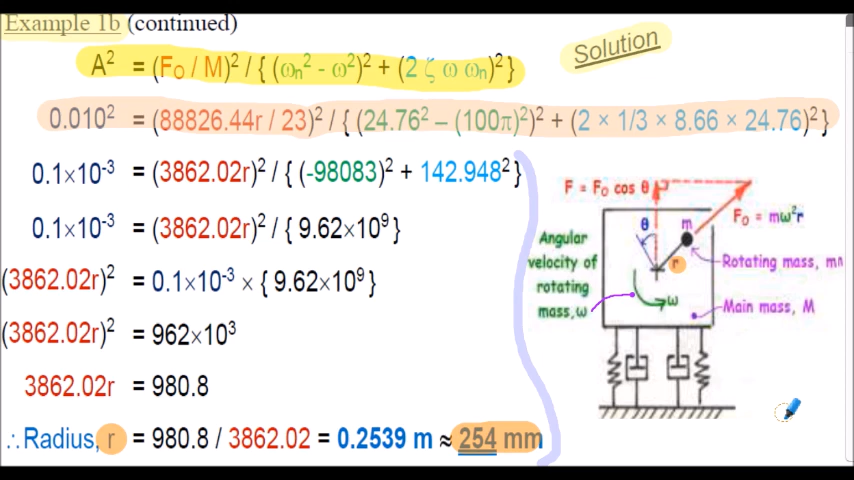 Example 1b (continued)
Solution
A² = (F₀ / M)² / { (ωₙ² - ω²)² + (2 ζ ω ωₙ)² }
0.010² = (88826.44r / 23)² / { (24.76² – (100π)²)² + (2 × 1/3 × 8.66 × 24.76)² }
0.1×10⁻³ = (3862.02r)² / { (-98083)² + 142.948² }
0.1×10⁻³ = (3862.02r)² / { 9.62×10⁹ }
(3862.02r)² = 0.1×10⁻³ × { 9.62×10⁹ }
(3862.02r)² = 962×10³
3862.02r = 980.8
∴Radius, r = 980.8 / 3862.02 = 0.2539 m ≈ 254 mm
F = F₀ cos θ
F₀ = mω²r
θ
m
r
ω
Angular
velocity of
rotating
mass, ω
Rotating mass, m
Main mass, M